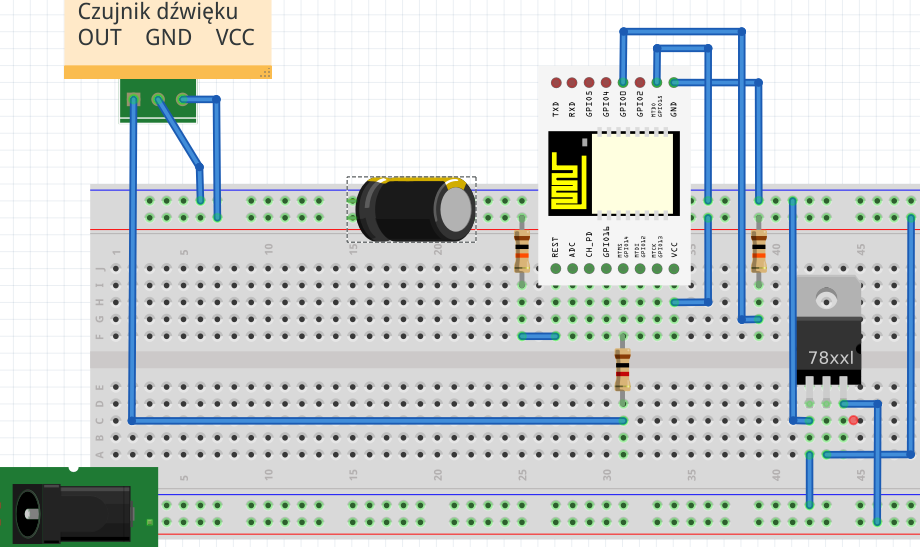 Czujnik dźwięku
OUT GND VCC
TXD RXD GPIO5 GPIO4 GPIO0 GPIO2 MTDO GPIO15 GND
REST ADC CH_PD GPIO16 MTMS GPIO14 MTDI GPIO12 MTCK GPIO13 VCC
1 5 10 15 20 25 35 40 45
J
I
H
G
F
78xxl
E
D
C
B
A
5 10 15 20 25 30 35 40 45